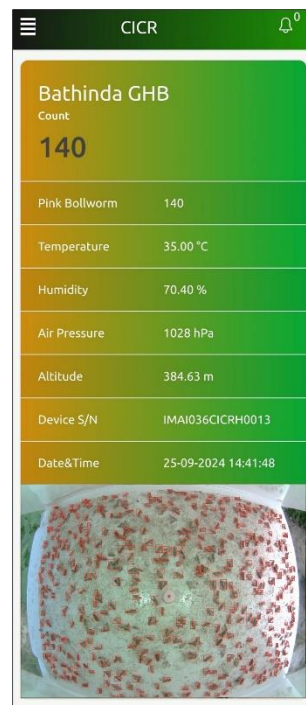 CICR
0
Bathinda GHB
Count
140
Pink Bollworm 140
Temperature 35.00 °C
Humidity 70.40 %
Air Pressure 1028 hPa
Altitude 384.63 m
Device S/N IMAI036CICRH0013
Date&Time 25-09-2024 14:41:48